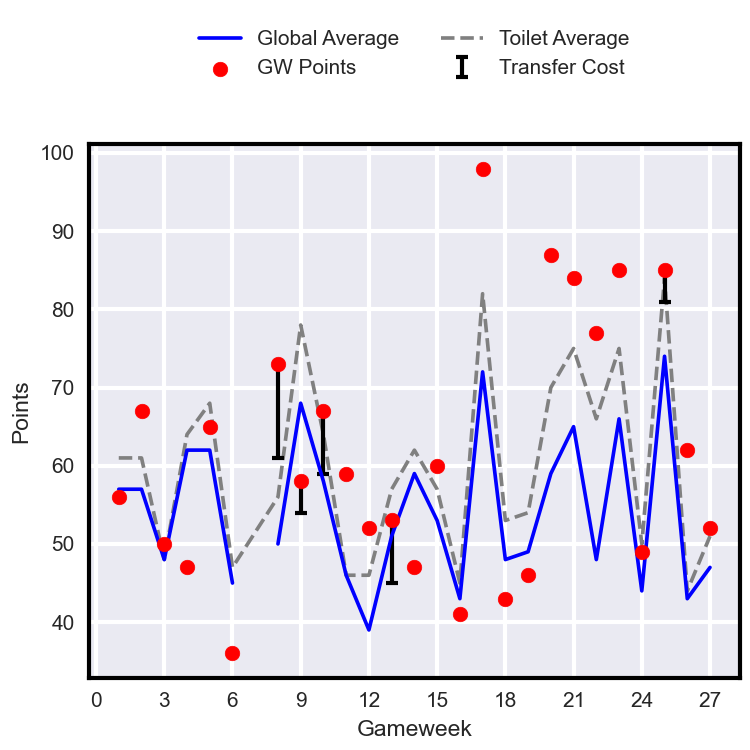 Global Average
Toilet Average
GW Points
Transfer Cost
100
90
80
70
60
50
40
Points
0 3 6 9 12 15 18 21 24 27
Gameweek